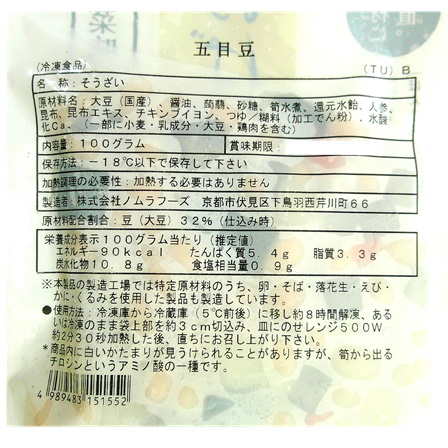 五目豆
(冷凍食品)
(TU) B
名 称:そうざい
原材料名:大豆(国産)、醤油、蒟蒻、砂糖、筍水煮、還元水飴、人参、
昆布、昆布エキス、チキンブイヨン、つゆ/糊料(加工でん粉)、水酸
化Ca、(一部に小麦・乳成分・大豆・鶏肉を含む)
内容量:100グラム
賞味期限:
保存方法:-18℃以下で保存して下さい
加熱調理の必要性:加熱する必要はありません
製造者:株式会社ノムラフーズ 京都市伏見区下鳥羽西芹川町66
原材料配合割合:豆(大豆)32%(仕込時)
栄養成分表示100グラム当たり(推定値)
エネルギー90kcal たんぱく質5.4g 脂質3.3g
炭水化物10.8g 食塩相当量0.9g
※本製品の製造工場では特定原材料のうち、卵・そば・落花生・えび・
かに・くるみを使用した製品も製造しています。
●使用方法:冷凍庫から冷蔵庫(5℃前後)に移し約8時間解凍、ある
いは冷凍のまま袋上部を約3cm切込み、皿にのせレンジ500W
約2分30秒加熱した後、直ちにお召し上がり下さい。
*商品内に白いかたまりが見うけられることがありますが、筍から出る
チロシンというアミノ酸の一種です。
4 989483 151552